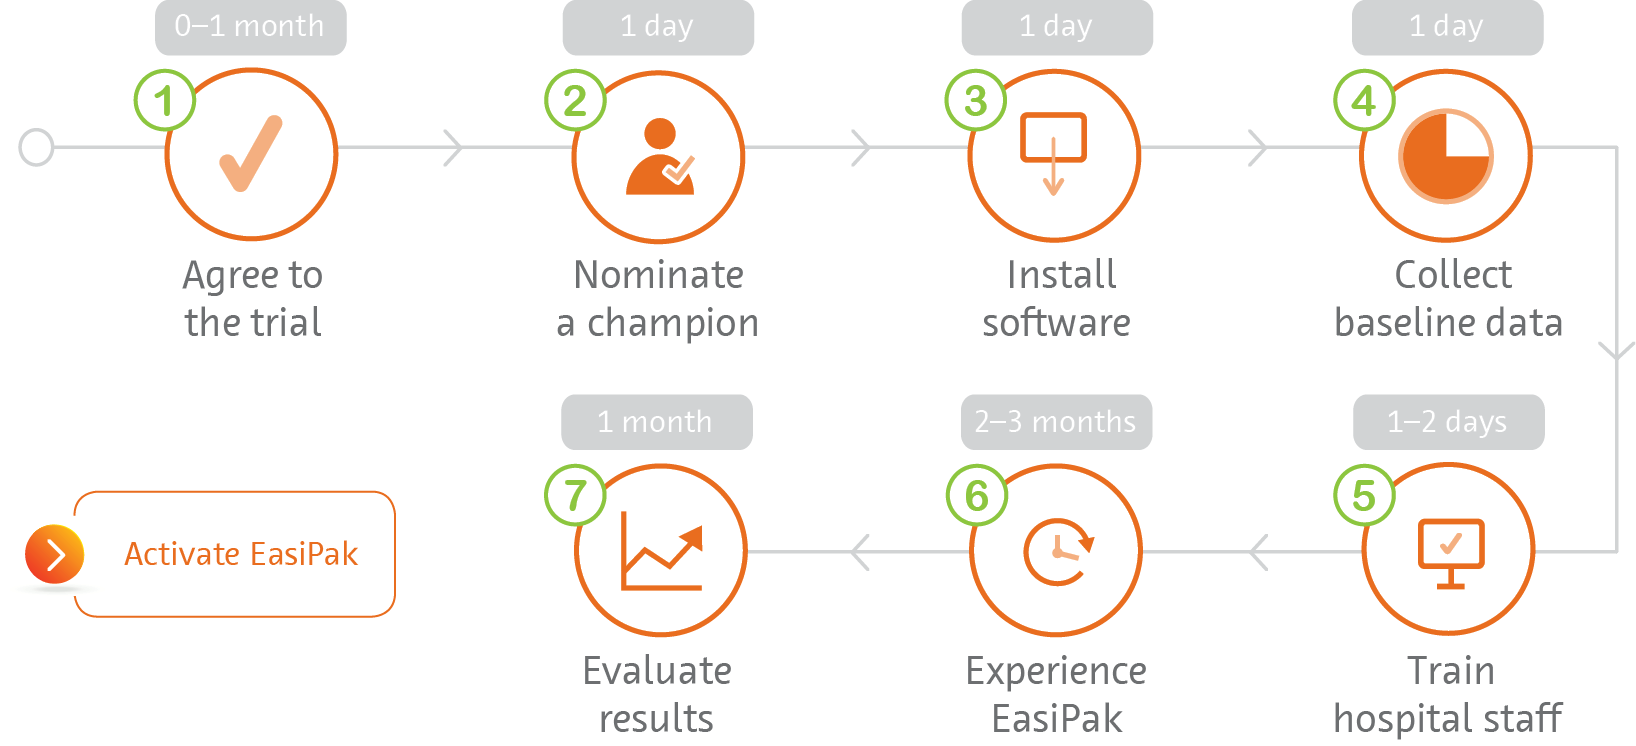 0–1 month
1
Agree to
the trial
1 day
2
Nominate
a champion
1 day
3
Install
software
1 day
4
Collect
baseline data
1–2 days
5
Train
hospital staff
2–3 months
6
Experience
EasiPak
1 month
7
Evaluate
results
Activate EasiPak